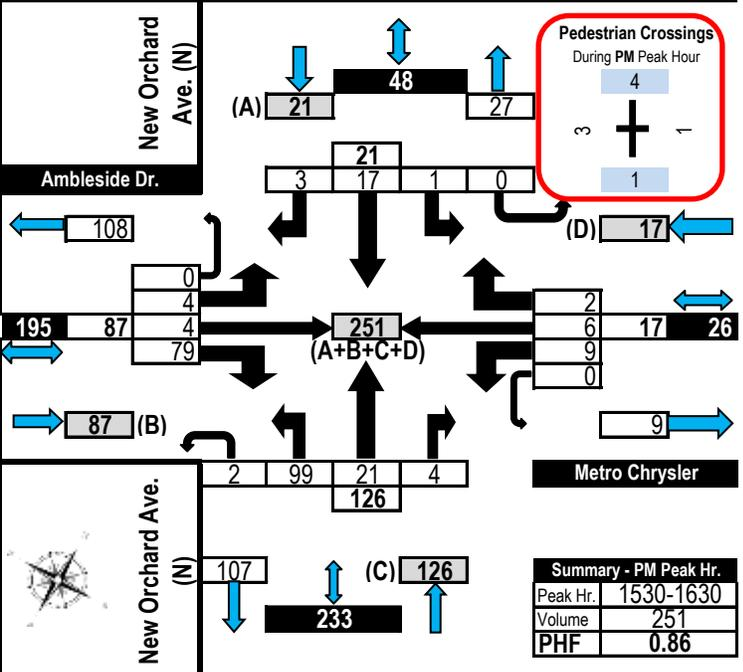 New Orchard
Ave. (N)
Ambleside Dr.
48
(A) 21
27
Pedestrian Crossings
During PM Peak Hour
4
3
1
1
21
3 17 1 0
108
(D) 17
0
4
195 87 4
79
251
(A+B+C+D)
2
6 17 26
9
0
87 (B)
9
2 99 21 4
126
Metro Chrysler
New Orchard Ave.
(N)
107
(C) 126
233
Summary - PM Peak Hr.
Peak Hr. 1530-1630
Volume 251
PHF 0.86